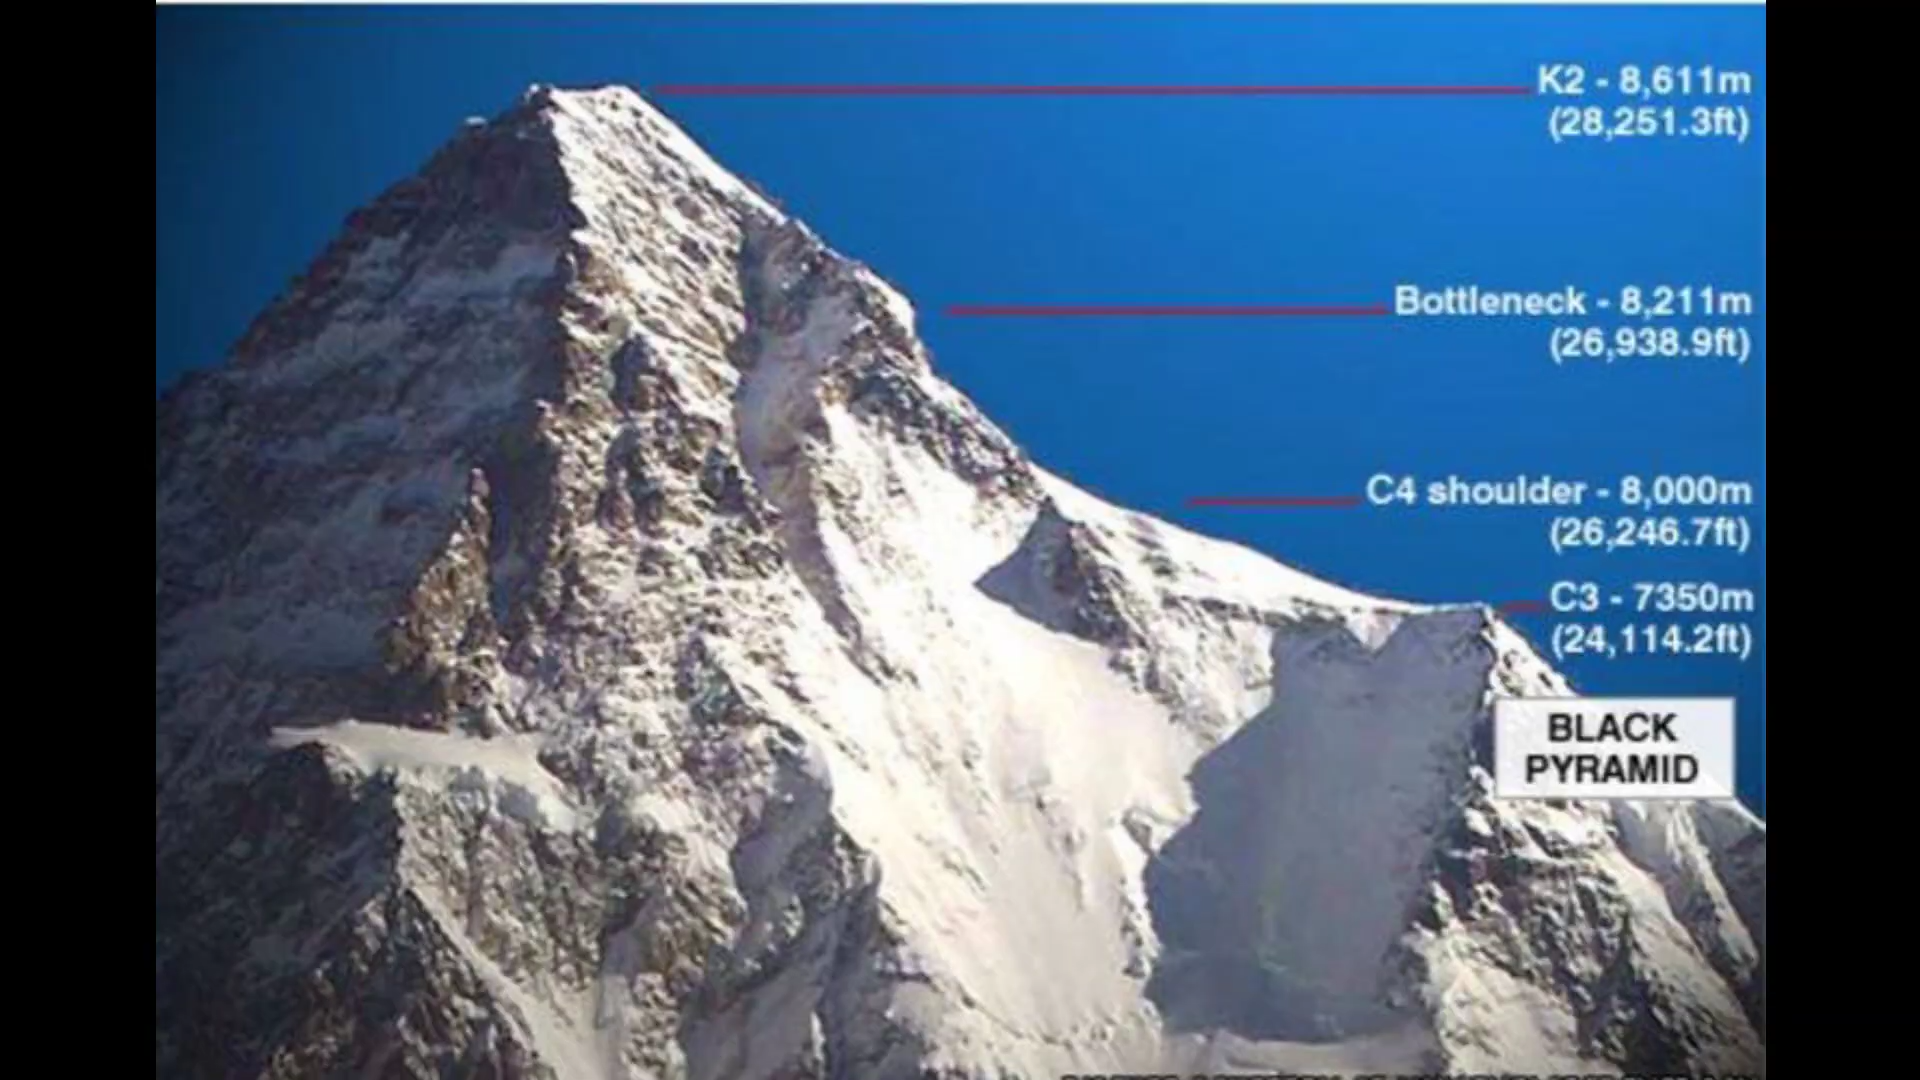 K2 - 8,611m
(28,251.3ft)
Bottleneck - 8,211m
(26,938.9ft)
C4 shoulder - 8,000m
(26,246.7ft)
C3 - 7350m
(24,114.2ft)
BLACK
PYRAMID